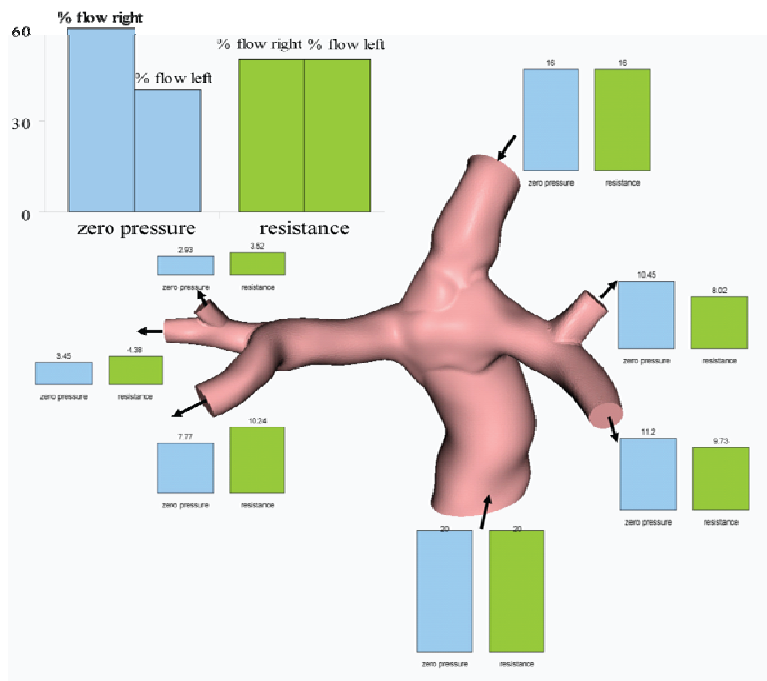 60
% flow right
% flow left
% flow right % flow left
30
0
zero pressure
resistance
16
16
zero pressure
resistance
2.93
3.52
zero pressure
resistance
10.45
8.02
zero pressure
resistance
3.45
4.38
zero pressure
resistance
7.77
10.24
zero pressure
resistance
11.2
9.73
zero pressure
resistance
20
20
zero pressure
resistance